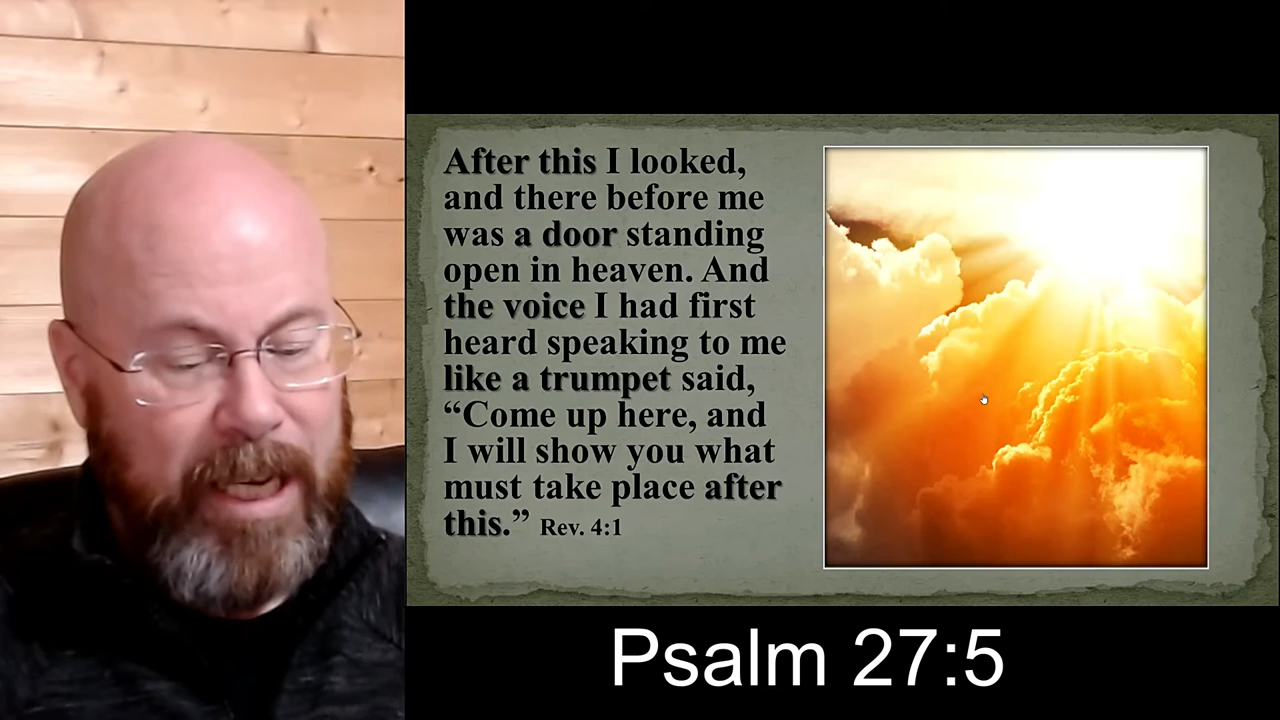 After this I looked,
and there before me
was a door standing
open in heaven. And
the voice I had first
heard speaking to me
like a trumpet said,
“Come up here, and
I will show you what
must take place after
this.” Rev. 4:1
Psalm 27:5